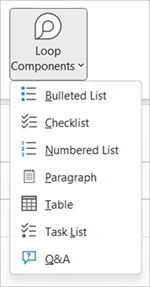 Loop
Components
Bulleted List
Checklist
Numbered List
Paragraph
Table
Task List
Q&A